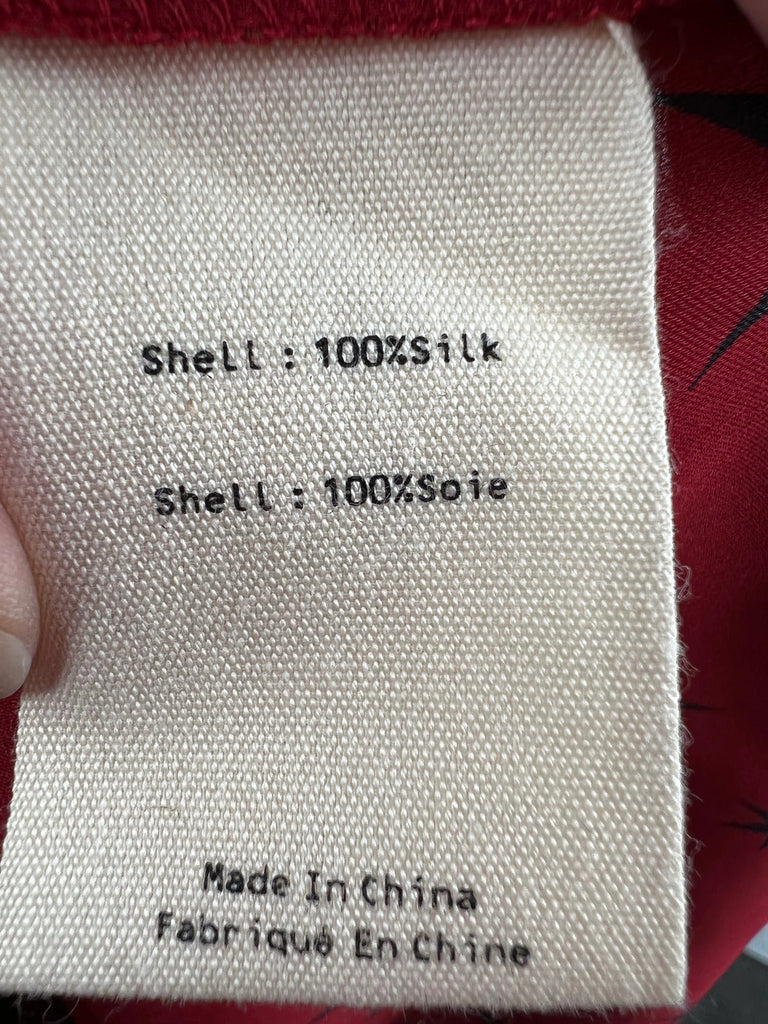 Shell : 100%Silk
Shell : 100%Soie
Made In China
Fabriqué En Chine